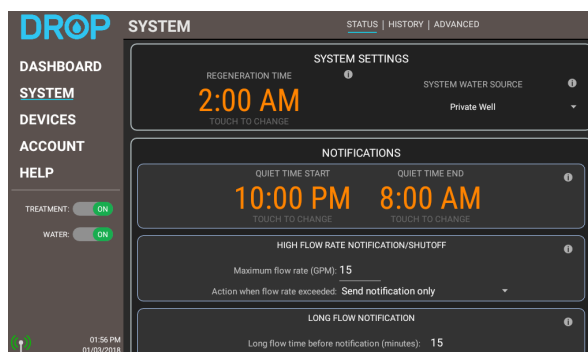 DROP
SYSTEM
STATUS | HISTORY | ADVANCED
DASHBOARD
SYSTEM
DEVICES
ACCOUNT
HELP
TREATMENT: ON
WATER: ON
01:56 PM
01/03/2018
SYSTEM SETTINGS
REGENERATION TIME
2:00 AM
TOUCH TO CHANGE
SYSTEM WATER SOURCE
Private Well
NOTIFICATIONS
QUIET TIME START
10:00 PM
TOUCH TO CHANGE
QUIET TIME END
8:00 AM
TOUCH TO CHANGE
HIGH FLOW RATE NOTIFICATION/SHUTOFF
Maximum flow rate (GPM): 15
Action when flow rate exceeded: Send notification only
LONG FLOW NOTIFICATION
Long flow time before notification (minutes): 15